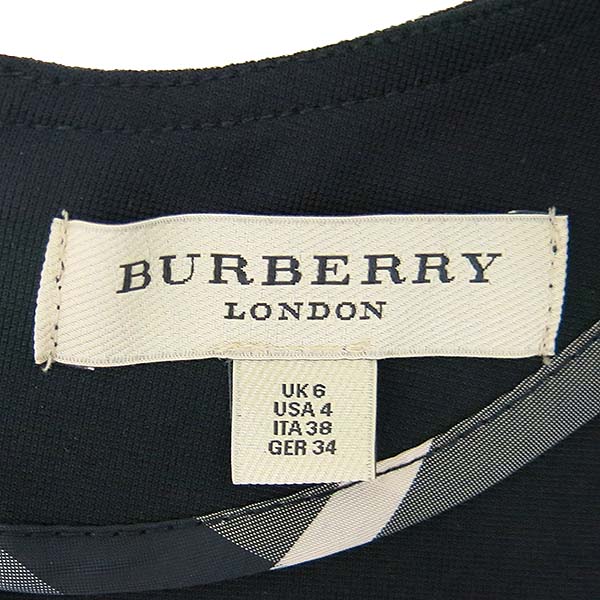 BURBERRY
LONDON
UK 6
USA 4
ITA 38
GER 34